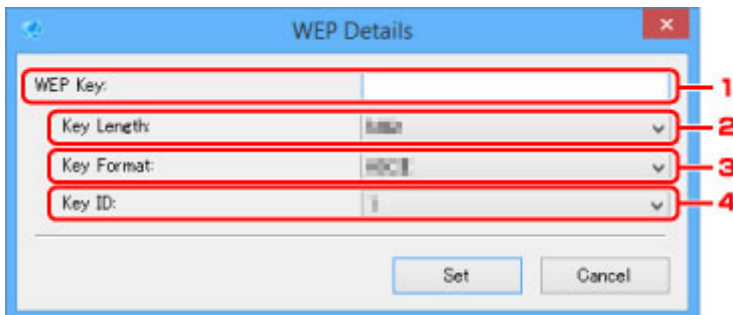 WEP Details
WEP Key: 1
Key Length: 2
Key Format: 3
Key ID: 4
Set Cancel